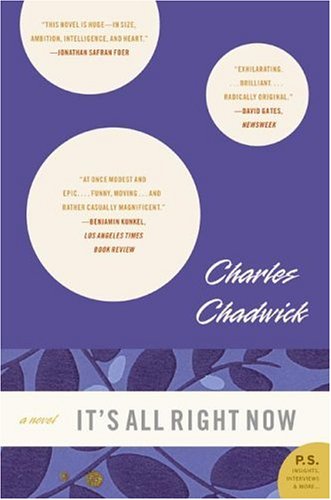 "THIS NOVEL IS HUGE—IN SIZE,
AMBITION, INTELLIGENCE, AND HEART."
—JONATHAN SAFRAN FOER
"EXHILARATING.
. . . BRILLIANT. . . .
RADICALLY ORIGINAL."
—DAVID GATES,
NEWSWEEK
"AT ONCE MODEST AND
EPIC. . . . FUNNY, MOVING . . . AND
RATHER CASUALLY MAGNIFICENT."
—BENJAMIN KUNKEL,
LOS ANGELES TIMES
BOOK REVIEW
Charles
Chadwick
a novel IT'S ALL RIGHT NOW
P.S.
INSIGHTS,
INTERVIEWS
& MORE...